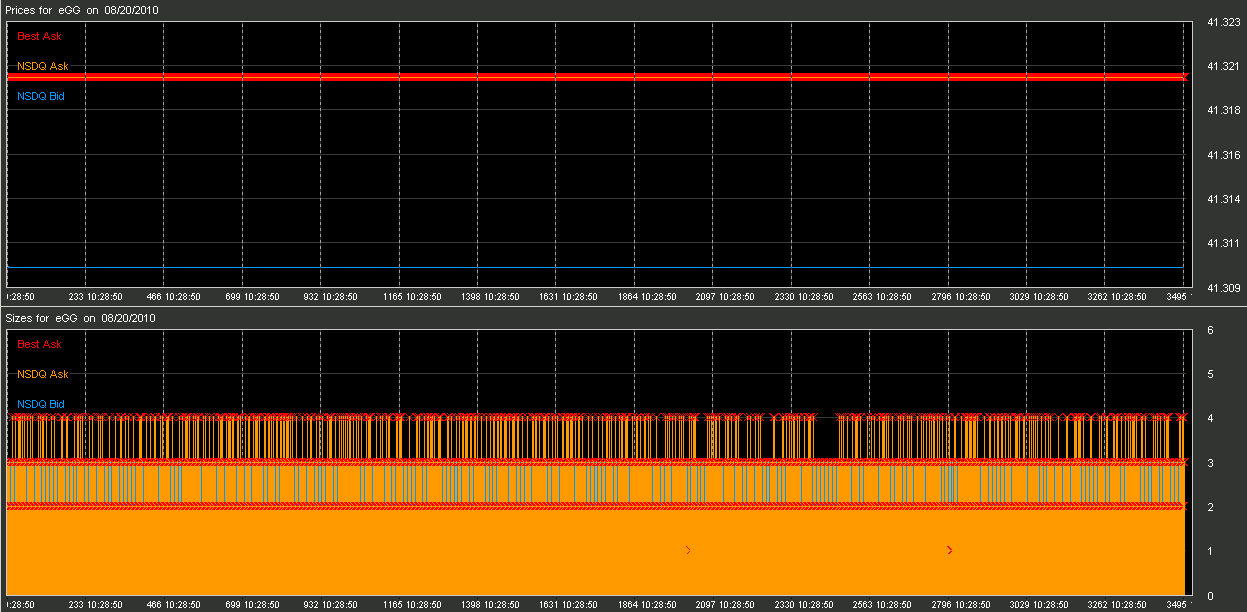 Prices for eGG on 08/20/2010
Best Ask
NSDQ Ask
NSDQ Bid
41.323
41.321
41.318
41.316
41.314
41.311
41.309
:28:50 233 10:28:50 466 10:28:50 699 10:28:50 932 10:28:50 1165 10:28:50 1398 10:28:50 1631 10:28:50 1864 10:28:50 2097 10:28:50 2330 10:28:50 2563 10:28:50 2796 10:28:50 3029 10:28:50 3262 10:28:50 3495
Sizes for eGG on 08/20/2010
Best Ask
NSDQ Ask
NSDQ Bid
6
5
4
3
2
1
0
:28:50 233 10:28:50 466 10:28:50 699 10:28:50 932 10:28:50 1165 10:28:50 1398 10:28:50 1631 10:28:50 1864 10:28:50 2097 10:28:50 2330 10:28:50 2563 10:28:50 2796 10:28:50 3029 10:28:50 3262 10:28:50 3495